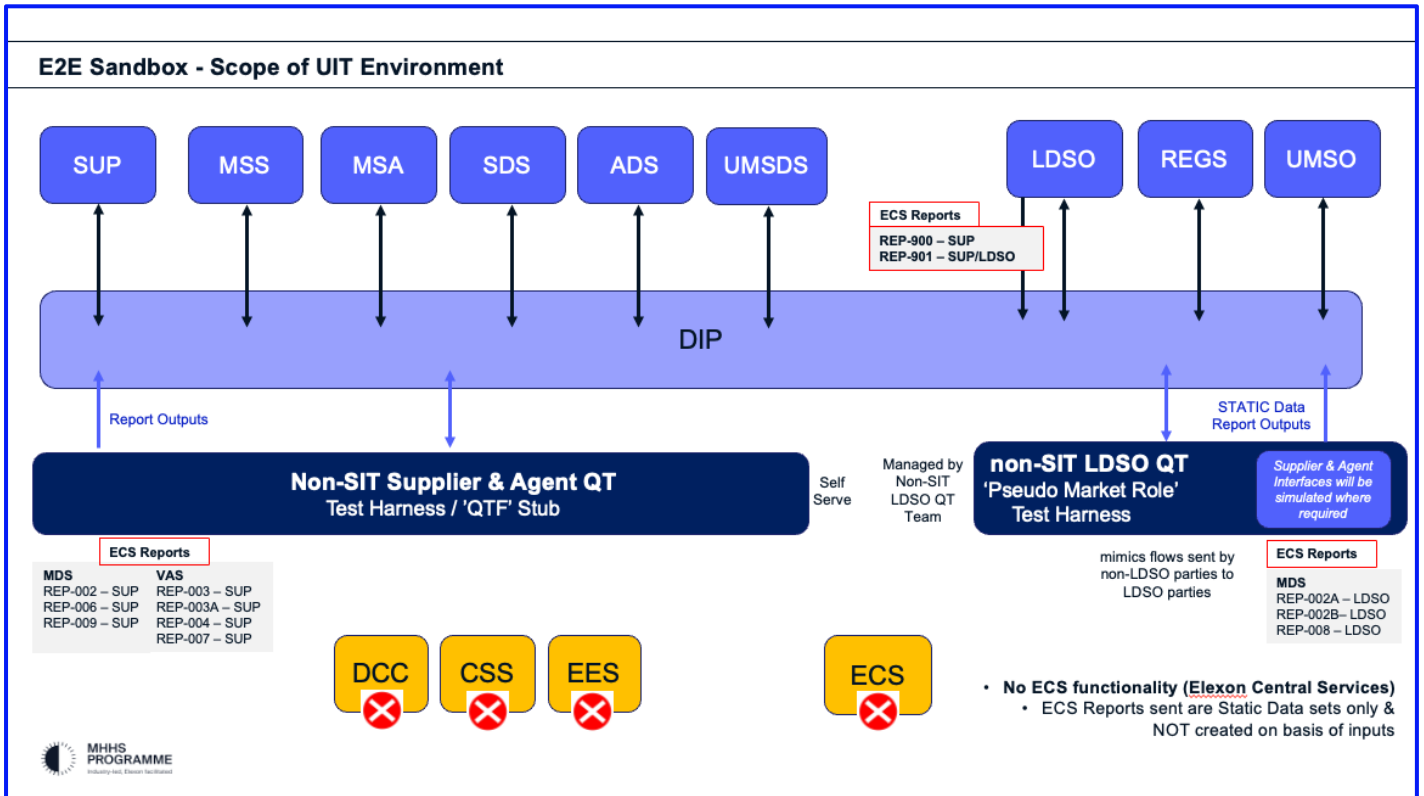 E2E Sandbox - Scope of UIT Environment
SUP
MSS
MSA
SDS
ADS
UMSDS
LDSO
REGS
UMSO
ECS Reports
REP-900 – SUP
REP-901 – SUP/LDSO
DIP
Report Outputs
STATIC Data
Report Outputs
Non-SIT Supplier & Agent QT
Test Harness / 'QTF' Stub
Self
Serve
Managed by
Non-SIT
LDSO QT
Team
non-SIT LDSO QT
'Pseudo Market Role'
Test Harness
Supplier & Agent
Interfaces will be
simulated where
required
ECS Reports
MDS
REP-002 – SUP
REP-006 – SUP
REP-009 – SUP
VAS
REP-003 – SUP
REP-003A – SUP
REP-004 – SUP
REP-007 – SUP
mimics flows sent by
non-LDSO parties to
LDSO parties
ECS Reports
MDS
REP-002A – LDSO
REP-002B– LDSO
REP-008 – LDSO
DCC
CSS
EES
ECS
• No ECS functionality (Elexon Central Services)
• ECS Reports sent are Static Data sets only &
NOT created on basis of inputs
MHHS
PROGRAMME
Industry-led, Elexon facilitated